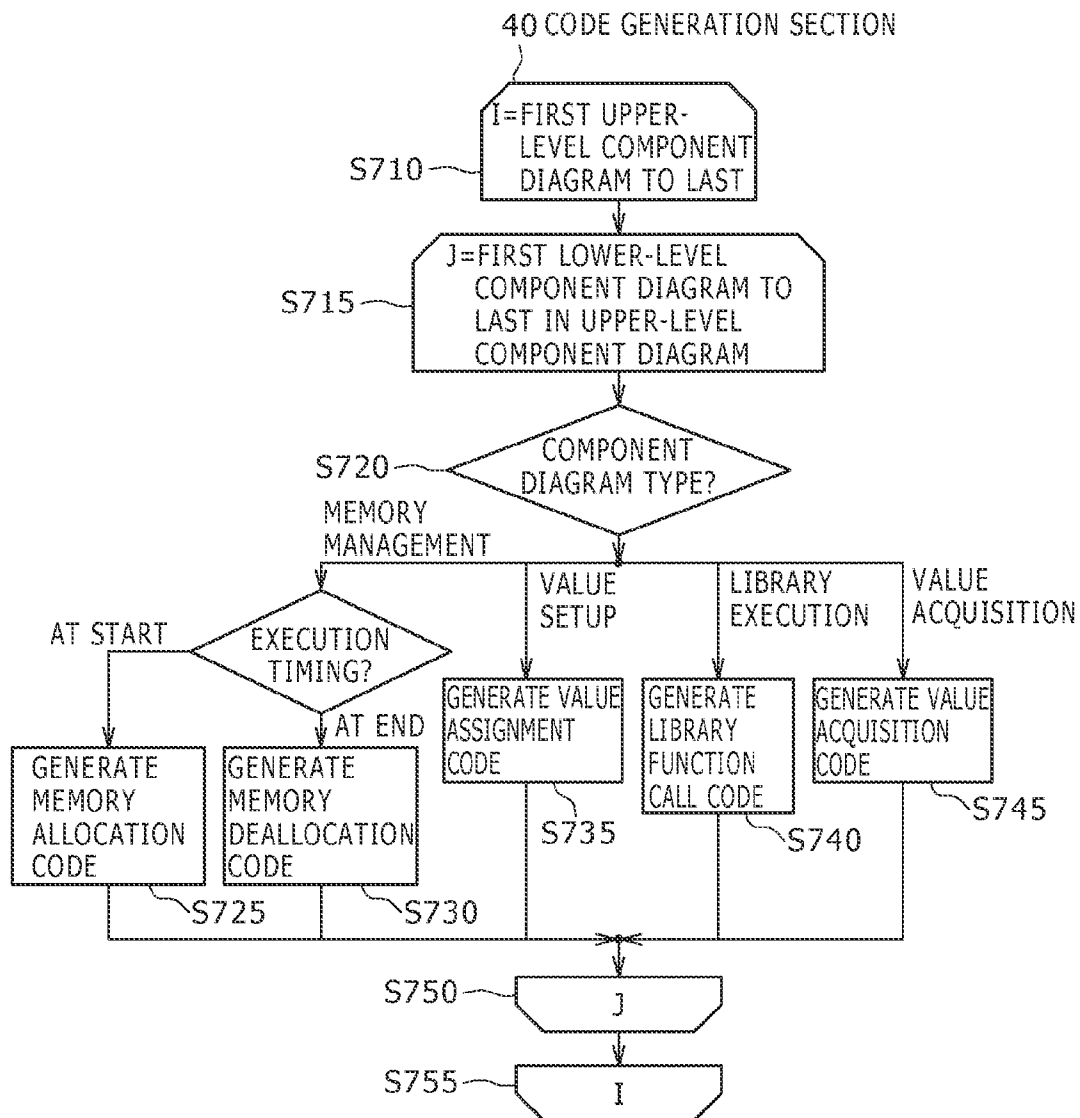 40 CODE GENERATION SECTION
I=FIRST UPPER-
LEVEL COMPONENT
DIAGRAM TO LAST
S710
J=FIRST LOWER-LEVEL
COMPONENT DIAGRAM TO
LAST IN UPPER-LEVEL
COMPONENT DIAGRAM
S715
COMPONENT
DIAGRAM TYPE?
S720
MEMORY
MANAGEMENT
VALUE
SETUP
LIBRARY
EXECUTION
VALUE
ACQUISITION
AT START
EXECUTION
TIMING?
AT END
GENERATE
MEMORY
ALLOCATION
CODE
S725
GENERATE
MEMORY
DEALLOCATION
CODE
S730
GENERATE VALUE
ASSIGNMENT
CODE
S735
GENERATE
LIBRARY
FUNCTION
CALL CODE
S740
GENERATE VALUE
ACQUISITION
CODE
S745
S750
J
S755
I